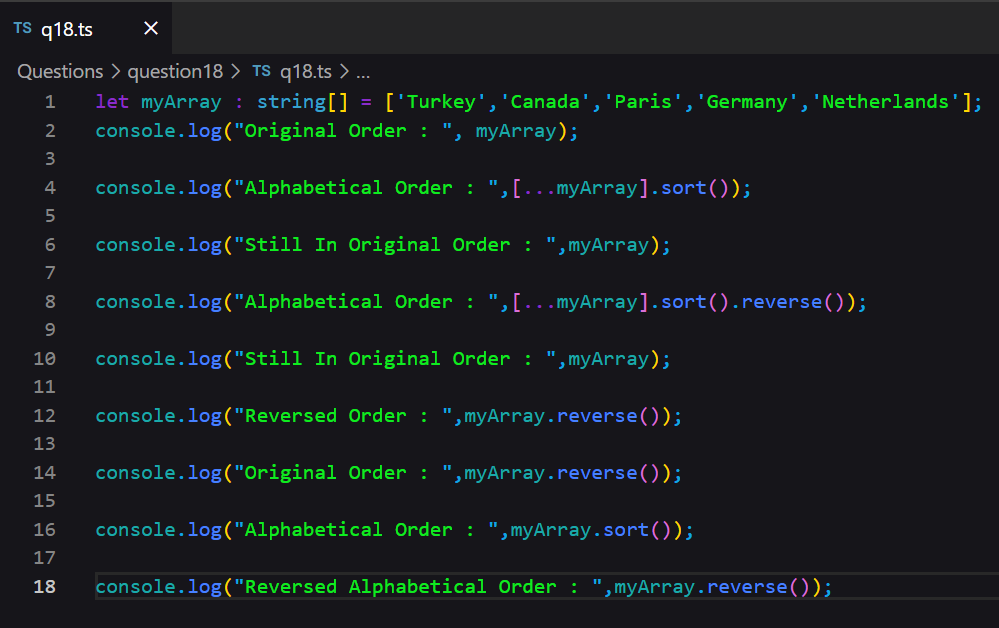 TS q18.ts ×
Questions > question18 > TS q18.ts > ...
1 let myArray : string[] = ['Turkey','Canada','Paris','Germany','Netherlands'];
2 console.log("Original Order : ", myArray);
3
4 console.log("Alphabetical Order : ",[...myArray].sort());
5
6 console.log("Still In Original Order : ",myArray);
7
8 console.log("Alphabetical Order : ",[...myArray].sort().reverse());
9
10 console.log("Still In Original Order : ",myArray);
11
12 console.log("Reversed Order : ",myArray.reverse());
13
14 console.log("Original Order : ",myArray.reverse());
15
16 console.log("Alphabetical Order : ",myArray.sort());
17
18 console.log("Reversed Alphabetical Order : ",myArray.reverse());